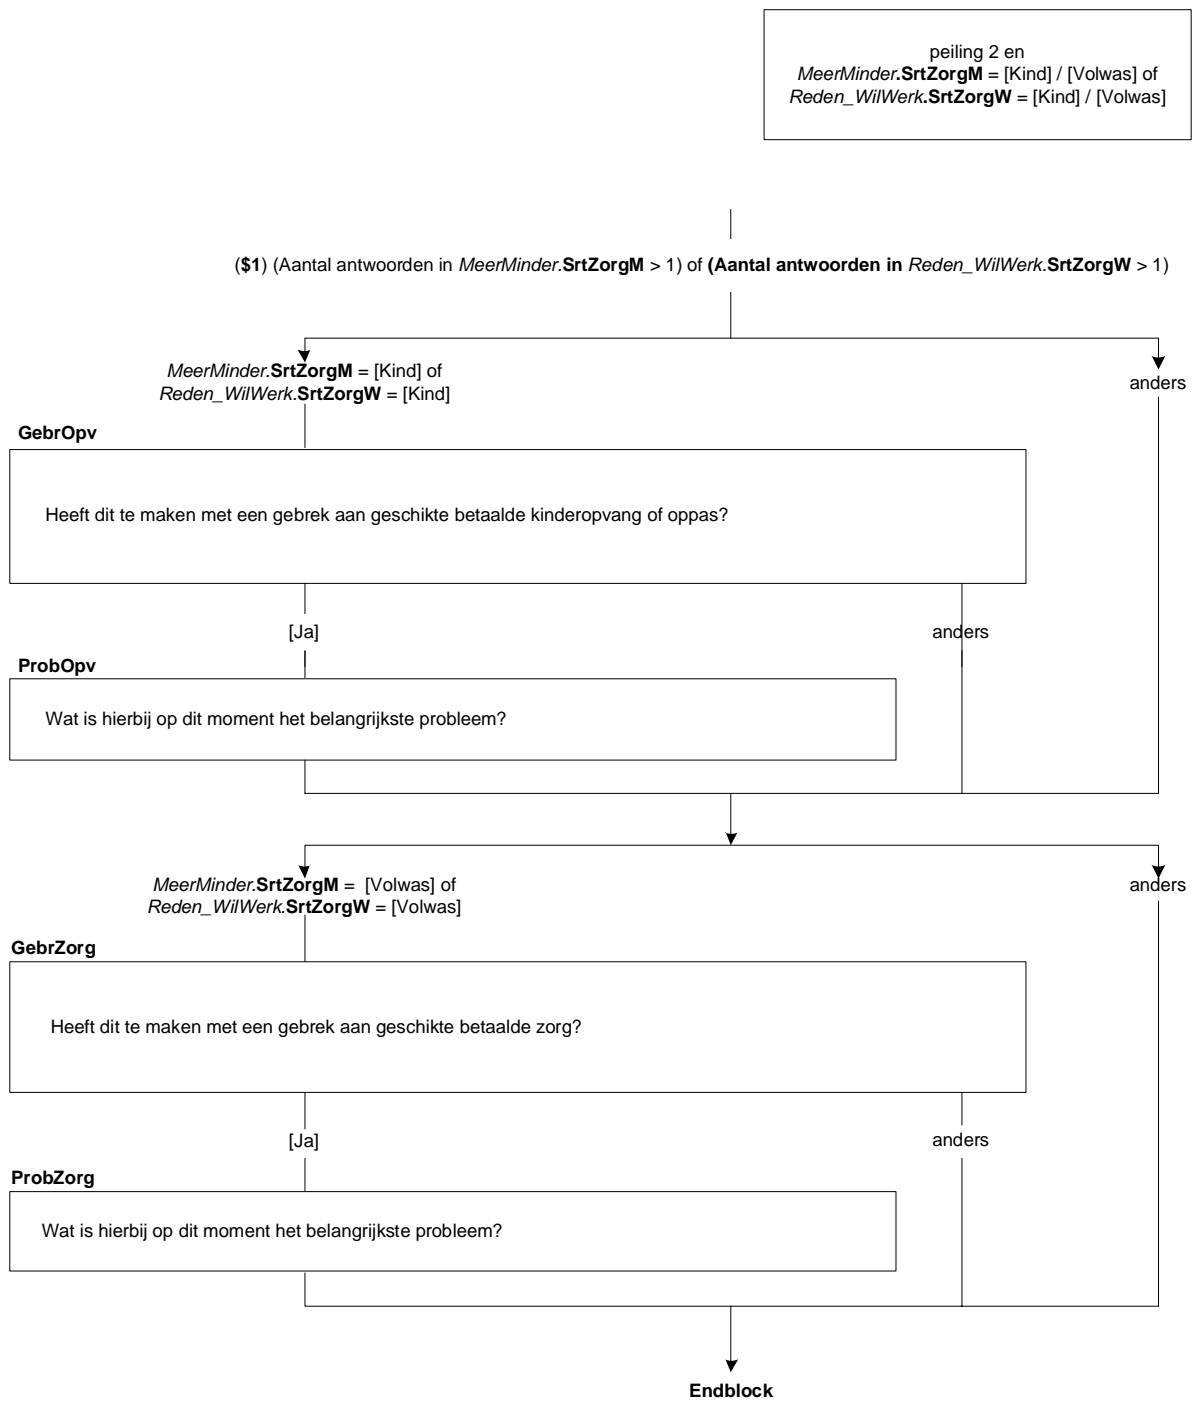 peiling 2 en
MeerMinder.SrtZorgM = [Kind] / [Volwas] of
Reden_WilWerk.SrtZorgW = [Kind] / [Volwas]
($1) (Aantal antwoorden in MeerMinder.SrtZorgM > 1) of (Aantal antwoorden in Reden_WilWerk.SrtZorgW > 1)
MeerMinder.SrtZorgM = [Kind] of
Reden_WilWerk.SrtZorgW = [Kind]
anders
GebrOpv
Heeft dit te maken met een gebrek aan geschikte betaalde kinderopvang of oppas?
[Ja]
anders
ProbOpv
Wat is hierbij op dit moment het belangrijkste probleem?
MeerMinder.SrtZorgM = [Volwas] of
Reden_WilWerk.SrtZorgW = [Volwas]
anders
GebrZorg
Heeft dit te maken met een gebrek aan geschikte betaalde zorg?
[Ja]
anders
ProbZorg
Wat is hierbij op dit moment het belangrijkste probleem?
Endblock